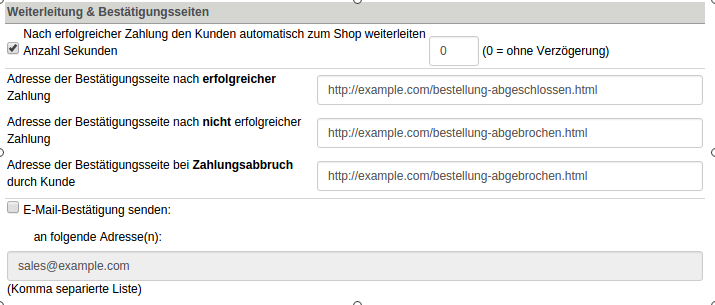 Weiterleitung & Bestätigungsseiten
Nach erfolgreicher Zahlung den Kunden automatisch zum Shop weiterleiten
Anzahl Sekunden 0 (0 = ohne Verzögerung)
Adresse der Bestätigungsseite nach erfolgreicher
Zahlung
http://example.com/bestellung-abgeschlossen.html
Adresse der Bestätigungsseite nach nicht erfolgreicher
Zahlung
http://example.com/bestellung-abgebrochen.html
Adresse der Bestätigungsseite bei Zahlungsabbruch
durch Kunde
http://example.com/bestellung-abgebrochen.html
E-Mail-Bestätigung senden:
an folgende Adresse(n):
sales@example.com
(Komma separierte Liste)